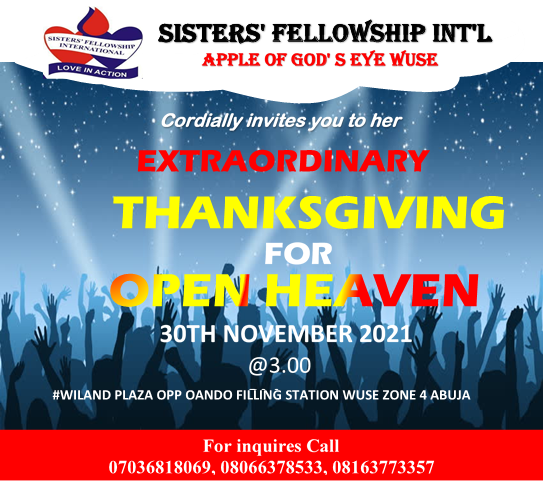 SISTERS' FELLOWSHIP
INTERNATIONAL
LOVE IN ACTION
SISTERS' FELLOWSHIP INT'L
APPLE OF GOD' S EYE WUSE
Cordially invites you to her
EXTRAORDINARY
THANKSGIVING
FOR
OPEN HEAVEN
30TH NOVEMBER 2021
@3.00
#WILAND PLAZA OPP OANDO FILLING STATION WUSE ZONE 4 ABUJA
For inquires Call
07036818069, 08066378533, 08163773357